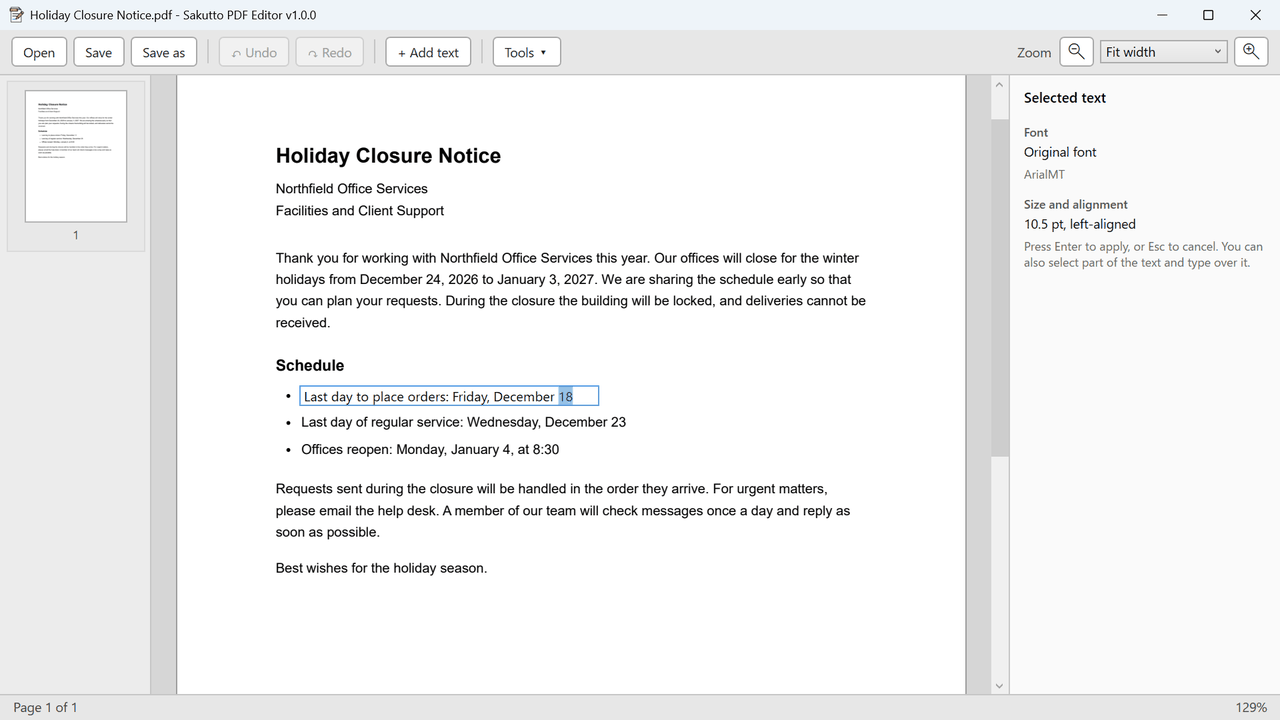 Holiday Closure Notice.pdf - Sakutto PDF Editor v1.0.0
Open Save Save as Undo Redo + Add text Tools Zoom Fit width
1
Holiday Closure Notice
Northfield Office Services
Facilities and Client Support
Thank you for working with Northfield Office Services this year. Our offices will close for the winter
holidays from December 24, 2026 to January 3, 2027. We are sharing the schedule early so that
you can plan your requests. During the closure the building will be locked, and deliveries cannot be
received.
Schedule
• Last day to place orders: Friday, December 18
• Last day of regular service: Wednesday, December 23
• Offices reopen: Monday, January 4, at 8:30
Requests sent during the closure will be handled in the order they arrive. For urgent matters,
please email the help desk. A member of our team will check messages once a day and reply as
soon as possible.
Best wishes for the holiday season.
Selected text
Font
Original font
ArialMT
Size and alignment
10.5 pt, left-aligned
Press Enter to apply, or Esc to cancel. You can
also select part of the text and type over it.
Page 1 of 1
129%